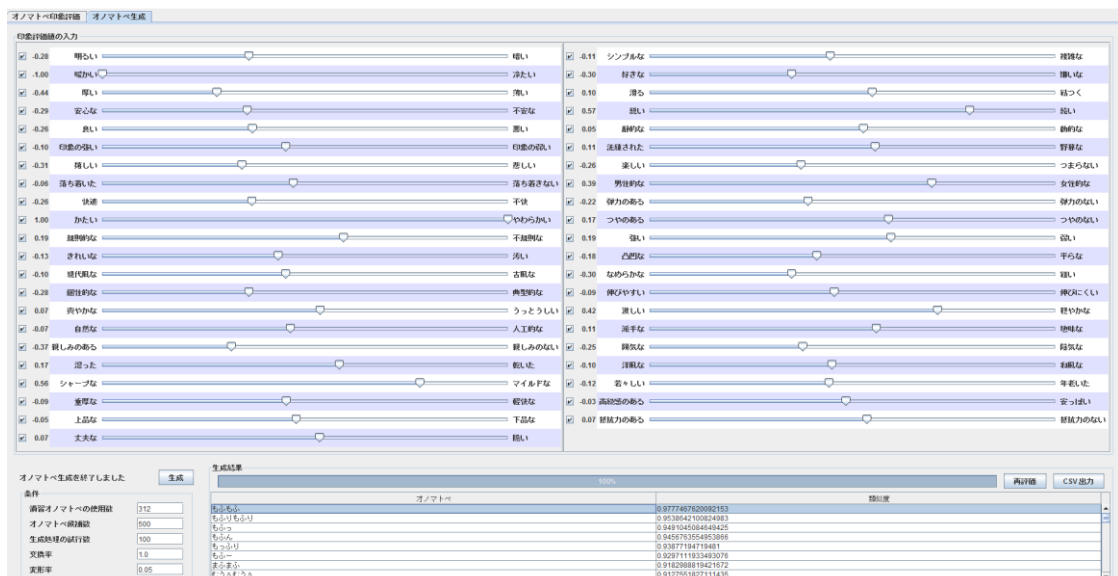 オノマトペ印象評価 オノマトペ生成
印象評価値の入力
-0.28 明るい 暗い
-1.00 暖かい 冷たい
-0.44 厚い 薄い
-0.29 安心な 不安な
-0.26 良い 悪い
-0.10 印象の強い 印象の弱い
-0.31 嬉しい 悲しい
-0.06 落ち着いた 落ち着きない
-0.26 快適 不快
1.00 かたい やわらかい
0.19 規則的な 不規則な
-0.13 きれいな 汚い
-0.10 現代風な 古風な
-0.28 個性的な 典型的な
0.07 爽やかな うっとうしい
-0.07 自然な 人工的な
-0.37 親しみのある 親しみのない
0.17 湿った 乾いた
0.56 シャープな マイルドな
-0.09 重厚な 軽快な
-0.05 上品な 下品な
0.07 丈夫な 脆い
-0.11 シンプルな 複雑な
-0.30 好きな 嫌いな
0.10 滑る 粘つく
0.57 鋭い 鈍い
0.05 静的な 動的な
0.11 洗練された 野暮な
-0.26 楽しい つまらない
0.39 男性的な 女性的な
-0.22 弾力のある 弾力のない
0.17 つやのある つやのない
0.19 強い 弱い
-0.18 凸凹な 平らな
-0.30 なめらかな 粗い
-0.09 伸びやすい 伸びにくい
0.42 激しい 穏やかな
0.11 派手な 地味な
-0.25 陽気な 陰気な
-0.10 洋風な 和風な
-0.12 若々しい 年老いた
-0.03 高級感のある 安っぽい
0.07 抵抗力のある 抵抗力のない
オノマトペ生成を終了しました 生成
条件
演習オノマトペの使用数 312
オノマトペ候補数 500
生成処理の試行数 100
交換率 1.0
変形率 0.05
生成結果
100% 再評価 CSV出力
オノマトペ 類似度
もふもふ 0.9777467620092153
もふりもふり 0.9538642100824983
もふっ 0.9491045084649425
もふん 0.9456763554953866
もっふり 0.93877194719481
もふー 0.9297111933493076
まふまふ 0.9182988819421672
むうぺむうぺ 0.9127551827111435